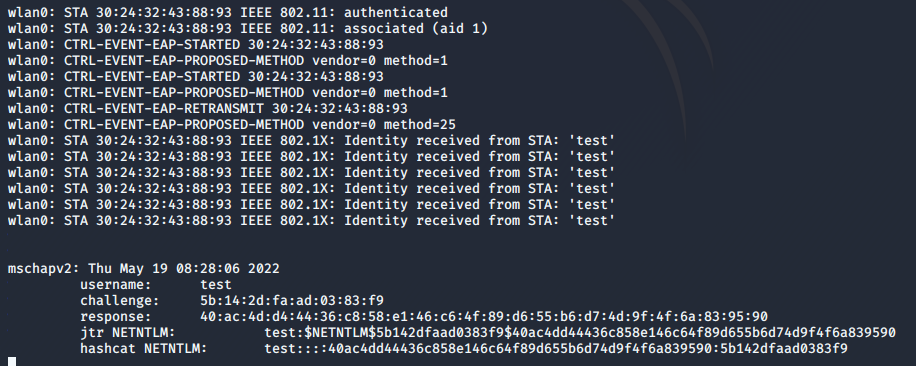 wlan0: STA 30:24:32:43:88:93 IEEE 802.11: authenticated
wlan0: STA 30:24:32:43:88:93 IEEE 802.11: associated (aid 1)
wlan0: CTRL-EVENT-EAP-STARTED 30:24:32:43:88:93
wlan0: CTRL-EVENT-EAP-PROPOSED-METHOD vendor=0 method=1
wlan0: CTRL-EVENT-EAP-STARTED 30:24:32:43:88:93
wlan0: CTRL-EVENT-EAP-PROPOSED-METHOD vendor=0 method=1
wlan0: CTRL-EVENT-EAP-RETRANSMIT 30:24:32:43:88:93
wlan0: CTRL-EVENT-EAP-PROPOSED-METHOD vendor=0 method=25
wlan0: STA 30:24:32:43:88:93 IEEE 802.1X: Identity received from STA: 'test'
wlan0: STA 30:24:32:43:88:93 IEEE 802.1X: Identity received from STA: 'test'
wlan0: STA 30:24:32:43:88:93 IEEE 802.1X: Identity received from STA: 'test'
wlan0: STA 30:24:32:43:88:93 IEEE 802.1X: Identity received from STA: 'test'
wlan0: STA 30:24:32:43:88:93 IEEE 802.1X: Identity received from STA: 'test'
wlan0: STA 30:24:32:43:88:93 IEEE 802.1X: Identity received from STA: 'test'
mschapv2: Thu May 19 08:28:06 2022
username: test
challenge: 5b:14:2d:fa:ad:03:83:f9
response: 40:ac:4d:d4:44:36:c8:58:e1:46:c6:4f:89:d6:55:b6:d7:4d:9f:4f:6a:83:95:90
jtr NETNTLM: test:$NETNTLM$5b142dfaad0383f9$40ac4dd44436c858e146c64f89d655b6d74d9f4f6a839590
hashcat NETNTLM: test::::40ac4dd44436c858e146c64f89d655b6d74d9f4f6a839590:5b142dfaad0383f9